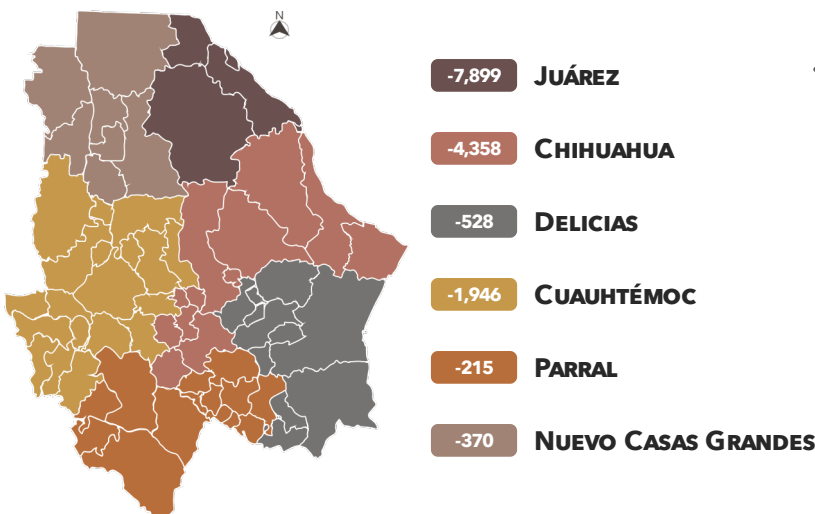 N
-7,899 JUÁREZ
-4,358 CHIHUAHUA
-528 DELICIAS
-1,946 CUAUHTÉMOC
-215 PARRAL
-370 NUEVO CASAS GRANDES